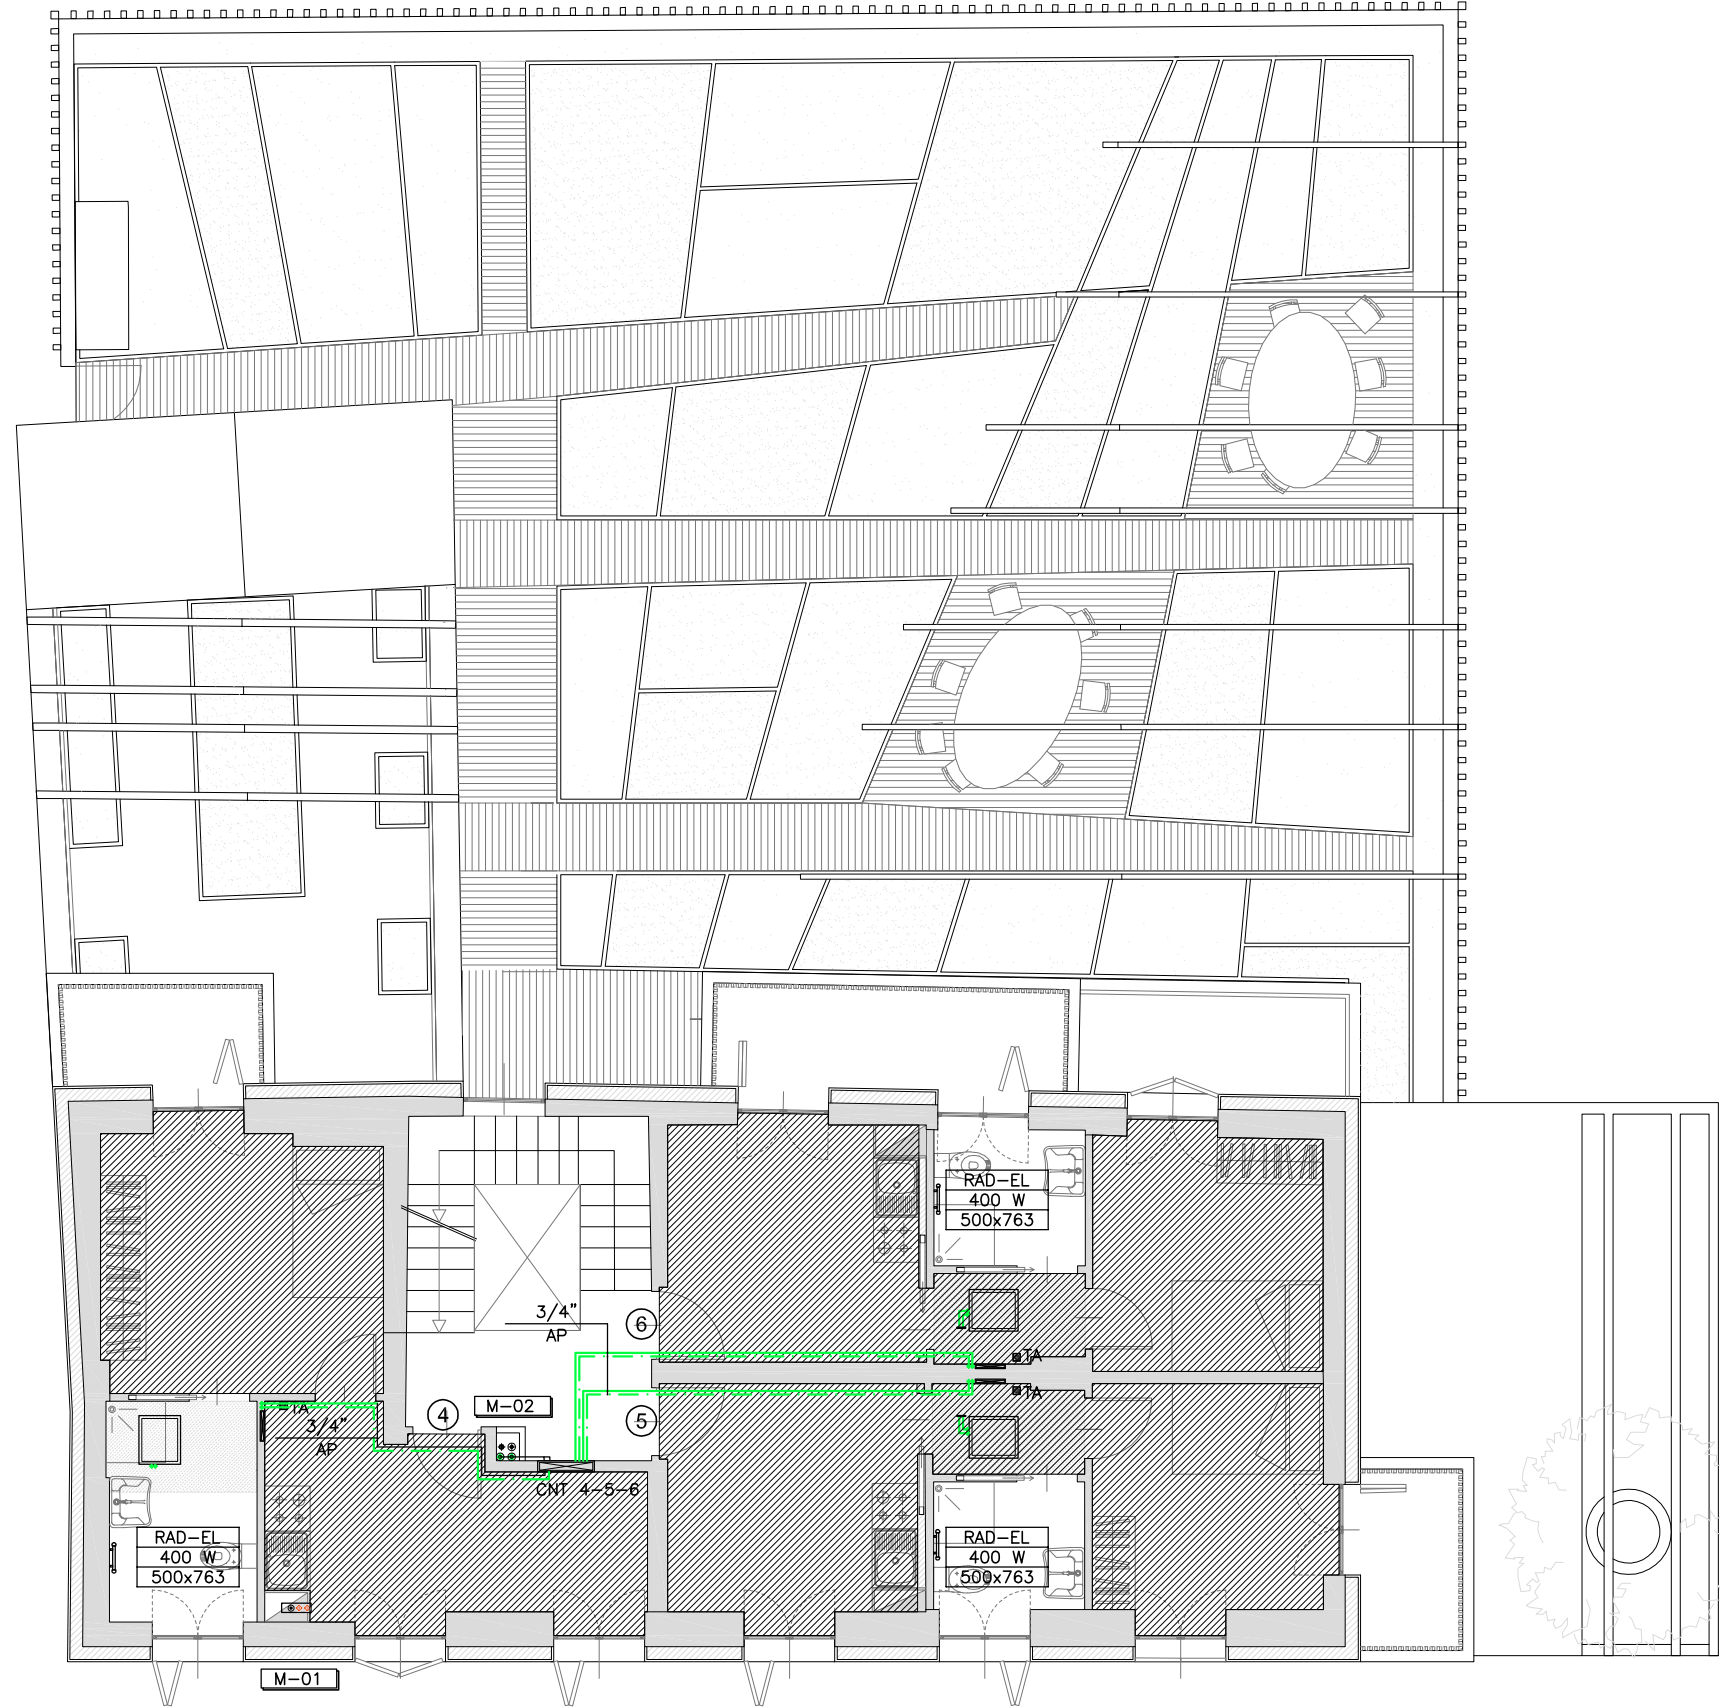 RAD-EL
400 W
500x763
3/4"
AP
6
TA
TA
M-02
4
5
TA
3/4"
AP
CNT 4-5-6
RAD-EL
400 W
500x763
RAD-EL
400 W
500x763
M-01